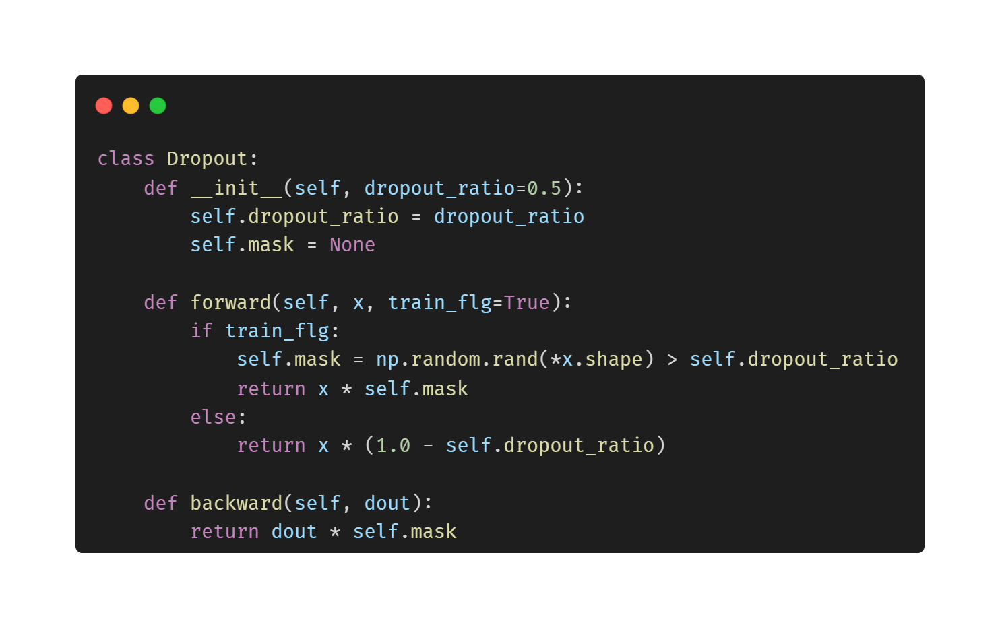 class Dropout:
    def __init__(self, dropout_ratio=0.5):
        self.dropout_ratio = dropout_ratio
        self.mask = None

    def forward(self, x, train_flg=True):
        if train_flg:
            self.mask = np.random.rand(*x.shape) > self.dropout_ratio
            return x * self.mask
        else:
            return x * (1.0 - self.dropout_ratio)

    def backward(self, dout):
        return dout * self.mask